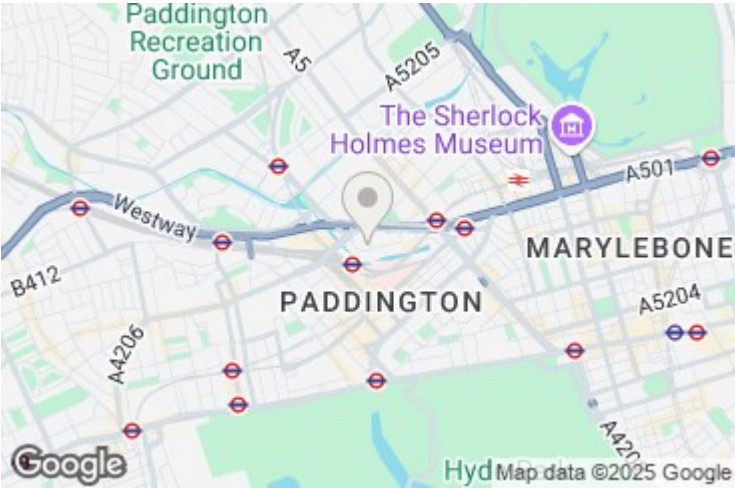 Paddington
Recreation
Ground
A5
A5205
The Sherlock
Holmes Museum
A501
Westway
MARYLEBONE
B412
PADDINGTON
A5204
A4206
Google
Map data ©2025 Google